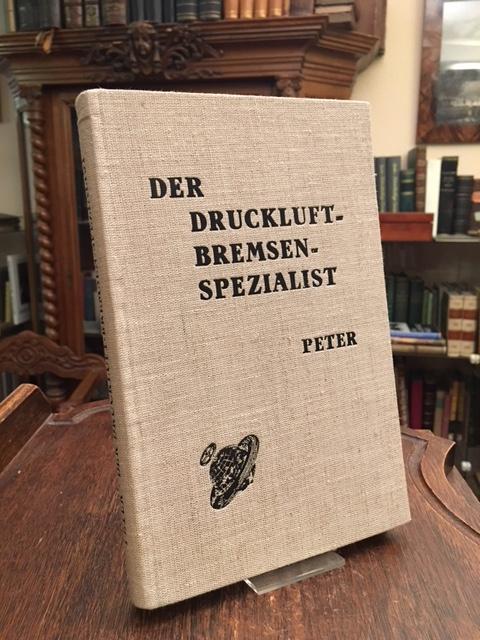 DER
DRUCKLUFT-
BREMSEN-
SPEZIALIST
PETER